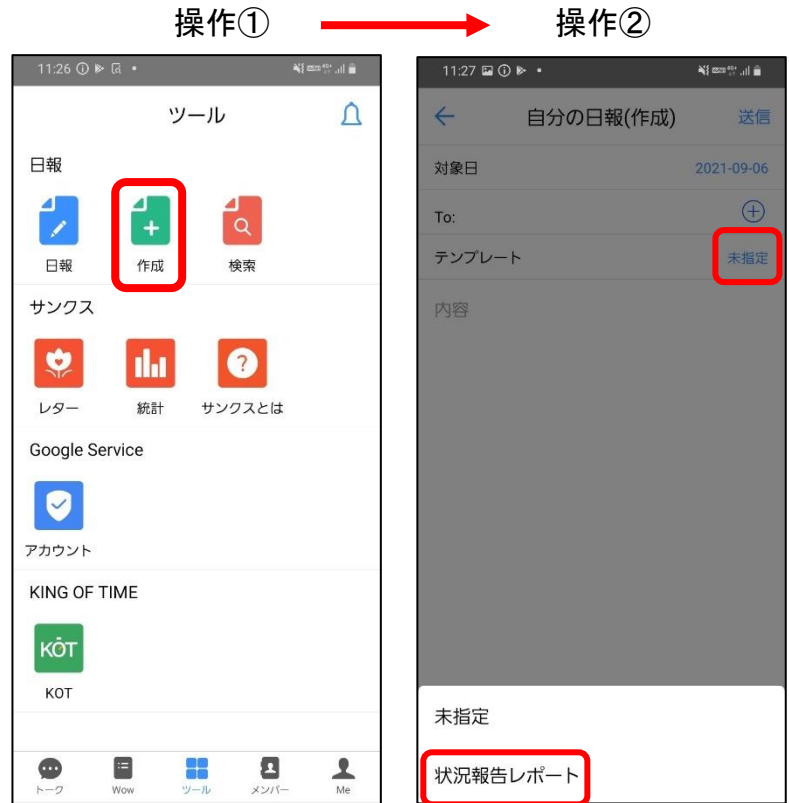 操作① 操作②
11:26
ツール
日報
日報 作成 検索
サンクス
レター 統計 サンクスとは
Google Service
アカウント
KING OF TIME
KOT
KOT
トーク Wow ツール メンバー Me
11:27
自分の日報(作成) 送信
対象日 2021-09-06
To:
テンプレート 未指定
内容
未指定
状況報告レポート